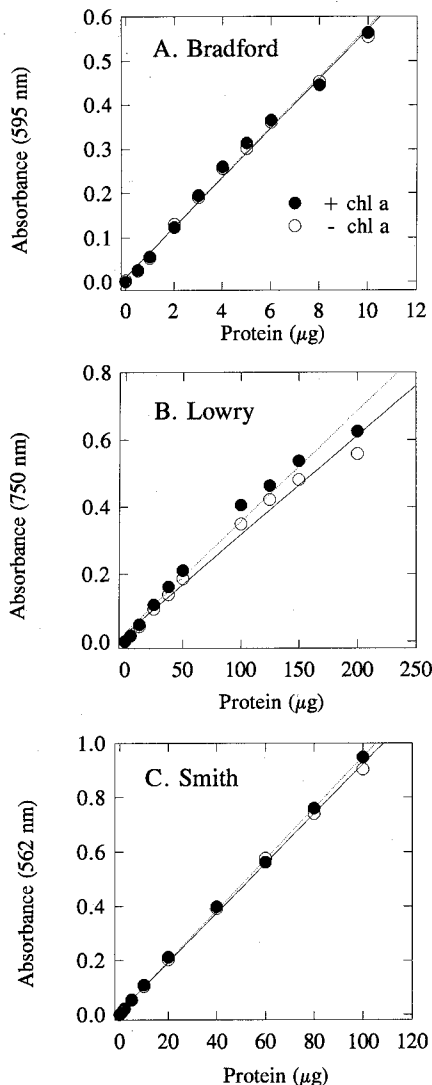 A. Bradford
Absorbance (595 nm)
0.6
0.5
0.4
0.3
0.2
0.1
0.0
+ chl a
- chl a
0 2 4 6 8 10 12
Protein (µg)
B. Lowry
Absorbance (750 nm)
0.8
0.6
0.4
0.2
0.0
0 50 100 150 200 250
Protein (µg)
C. Smith
Absorbance (562 nm)
1.0
0.8
0.6
0.4
0.2
0.0
0 20 40 60 80 100 120
Protein (µg)